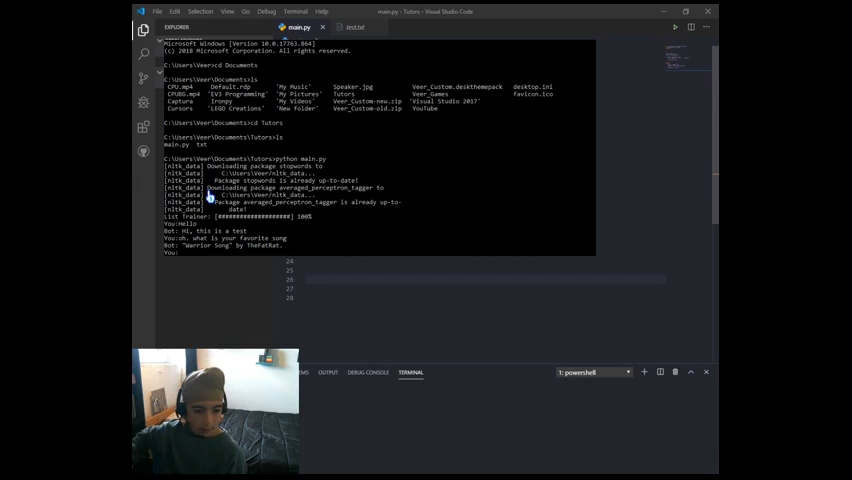 File Edit Selection View Go Debug Terminal Help main.py - Tutors - Visual Studio Code
EXPLORER main.py test.txt
Microsoft Windows [Version 10.0.17763.864]
(c) 2018 Microsoft Corporation. All rights reserved.
C:\Users\Veer>cd Documents
C:\Users\Veer\Documents>ls
CPU.mp4 Default.rdp 'My Music' Speaker.jpg Veer_Custom.deskthemepack desktop.ini
CPUBG.mp4 'EV3 Programming' 'My Pictures' Tutors Veer_Games favicon.ico
Captura Ironpy 'My Videos' Veer_Custom-new.zip 'Visual Studio 2017'
Cursors 'LEGO Creations' 'New folder' Veer_Custom-old.zip Youtube
C:\Users\Veer\Documents>cd Tutors
C:\Users\Veer\Documents\Tutors>ls
main.py txt
C:\Users\Veer\Documents\Tutors>python main.py
[nltk_data] Downloading package stopwords to
[nltk_data] C:\Users\Veer\nltk_data...
[nltk_data] Package stopwords is already up-to-date!
[nltk_data] Downloading package averaged_perceptron_tagger to
[nltk_data] C:\Users\Veer\nltk_data...
[nltk_data] Package averaged_perceptron_tagger is already up-to-
[nltk_data] date!
List Trainer: [####################] 100%
You:Hello
Bot: Hi, this is a test
You:oh. what is your favorite song
Bot: "Warrior Song" by TheFatRat.
You:
24
25
26
27
28
OUTPUT DEBUG CONSOLE TERMINAL 1: powershell